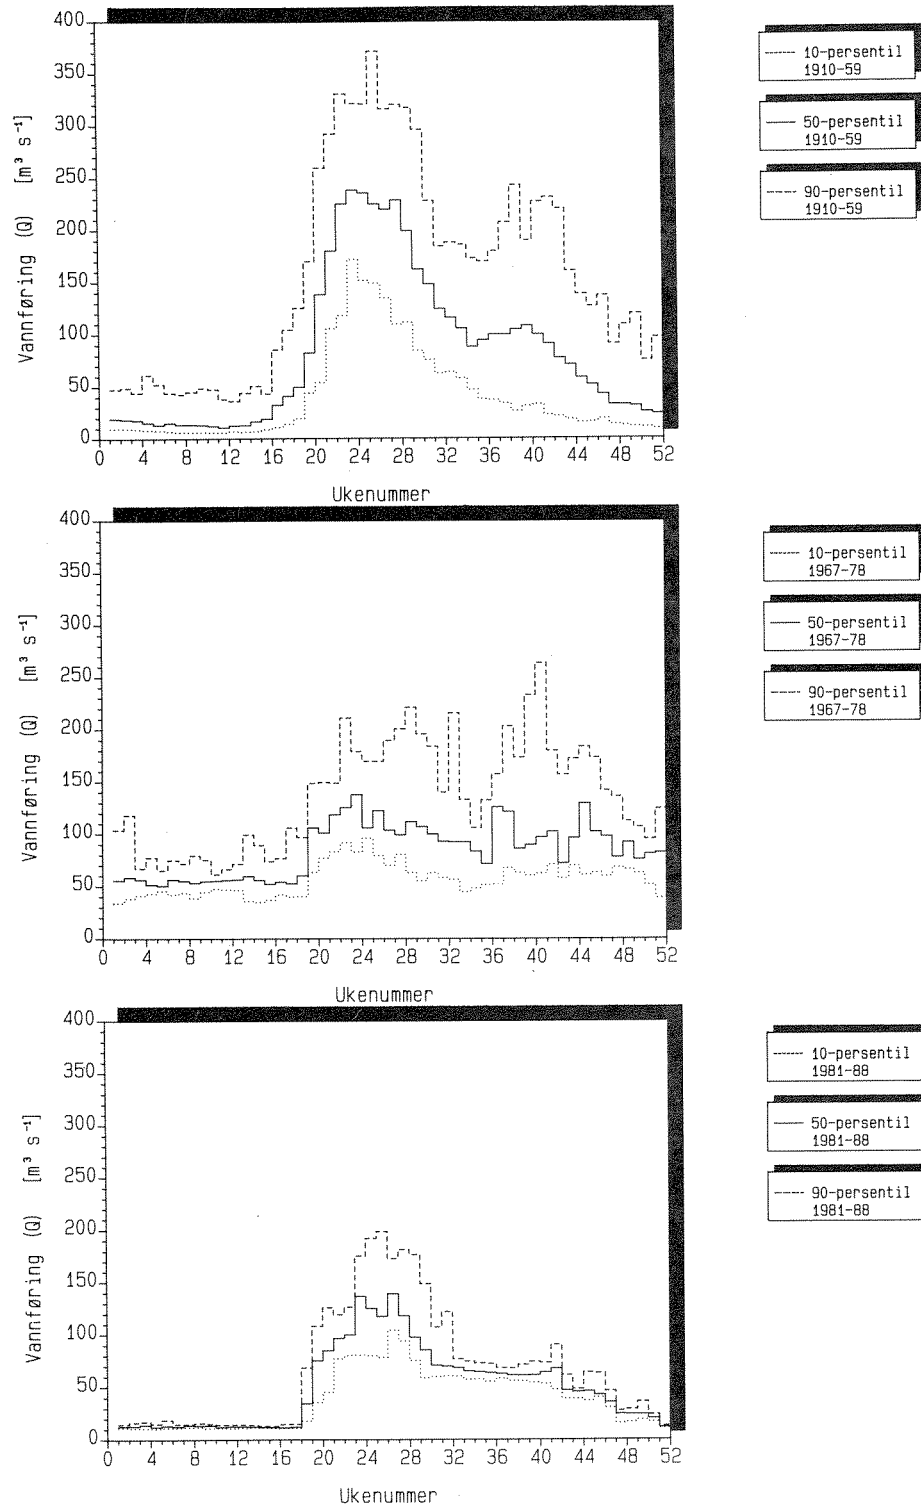 400
350
300
250
200
150
100
50
0
Vannføring (Q) [m³ s⁻¹]
0 4 8 12 16 20 24 28 32 36 40 44 48 52
Ukenummer
10-persentil
1910-59
50-persentil
1910-59
90-persentil
1910-59
400
350
300
250
200
150
100
50
0
Vannføring (Q) [m³ s⁻¹]
0 4 8 12 16 20 24 28 32 36 40 44 48 52
Ukenummer
10-persentil
1967-78
50-persentil
1967-78
90-persentil
1967-78
400
350
300
250
200
150
100
50
0
Vannføring (Q) [m³ s⁻¹]
0 4 8 12 16 20 24 28 32 36 40 44 48 52
Ukenummer
10-persentil
1981-88
50-persentil
1981-88
90-persentil
1981-88